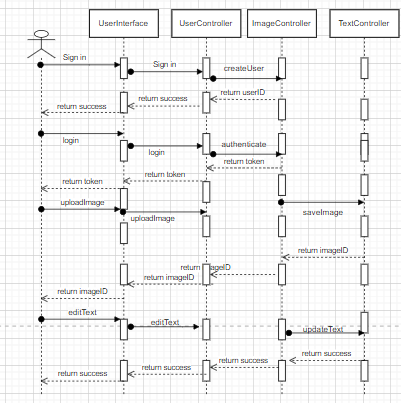 UserInterface
UserController
ImageController
TextController
Sign in
Sign in
createUser
return userID
return success
return success
login
login
authenticate
return token
return token
return token
uploadImage
uploadImage
saveImage
return imageID
return imageID
return imageID
return imageID
editText
editText
updateText
return success
return success
return success
return success